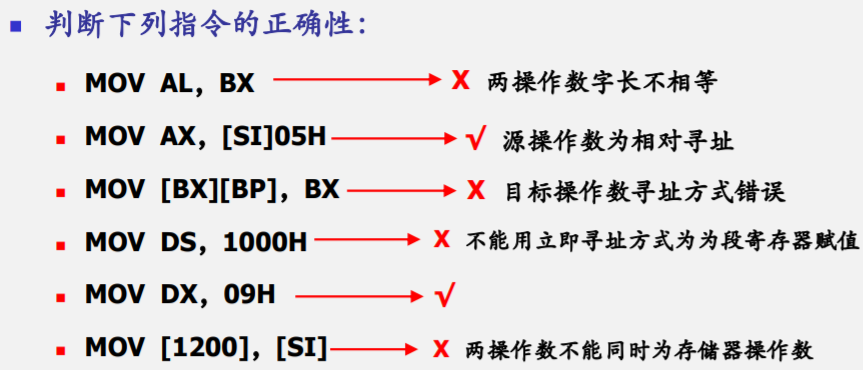 判断下列指令的正确性：
MOV AL，BX X 两操作数字长不相等
MOV AX，[SI]05H √ 源操作数为相对寻址
MOV [BX][BP]，BX X 目标操作数寻址方式错误
MOV DS，1000H X 不能用立即寻址方式为为段寄存器赋值
MOV DX，09H √
MOV [1200]，[SI] X 两操作数不能同时为存储器操作数